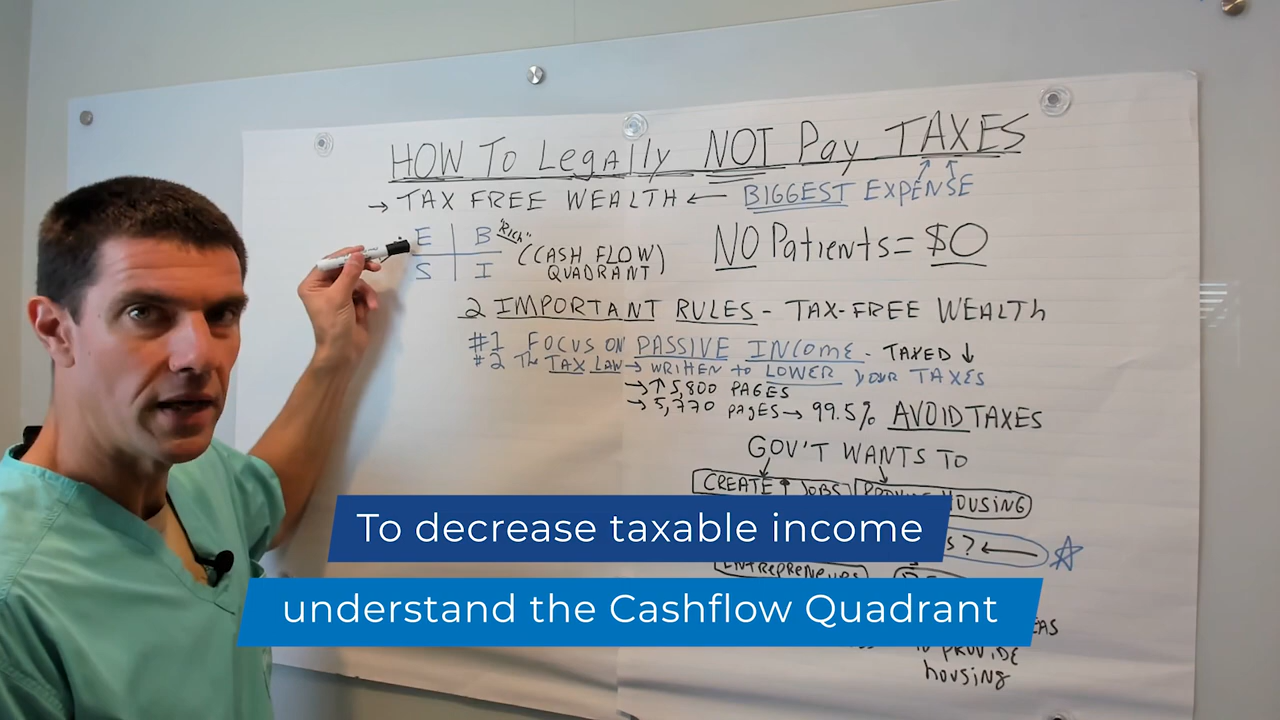 HOW To Legally NOT Pay TAXES
→ TAX FREE WEALTH ← BIGGEST EXPENSE
E B "Rich"
S I
(CASH FLOW QUADRANT)
NO Patients = $0
2 IMPORTANT RULES - TAX-FREE WEALTH
#1 FOCUS ON PASSIVE INCOME - TAXED ↓
#2 The TAX LAW → WRITTEN to LOWER YOUR TAXES
→ ↑ 5,800 PAGES
→ 5,770 PAGES → 99.5% AVOID TAXES
GOV'T WANTS TO
CREATE ↑ JOBS PROVIDE HOUSING
S? ←
ENTREPRENEURS
To decrease taxable income
understand the Cashflow Quadrant
to PROVIDE
housing